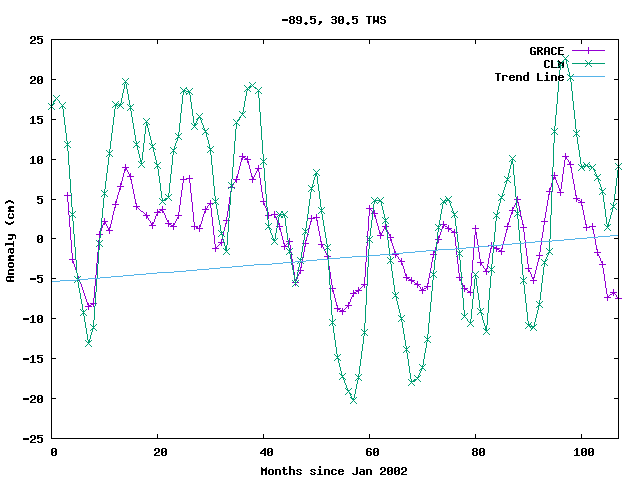 -89.5, 30.5 TWS
GRACE
CLM
Trend Line
25
20
15
10
5
0
-5
-10
-15
-20
-25
Anomaly (cm)
0 20 40 60 80 100
Months since Jan 2002